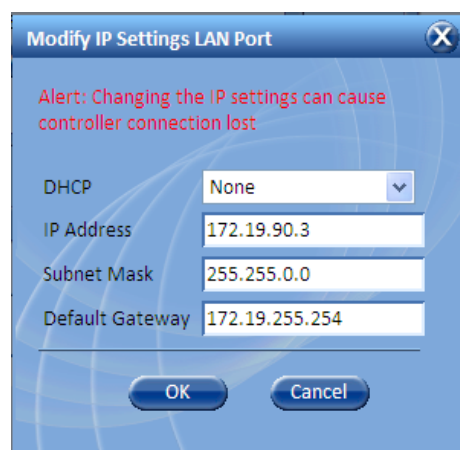 Modify IP Settings LAN Port
Alert: Changing the IP settings can cause
controller connection lost
DHCP None
IP Address 172.19.90.3
Subnet Mask 255.255.0.0
Default Gateway 172.19.255.254
OK Cancel